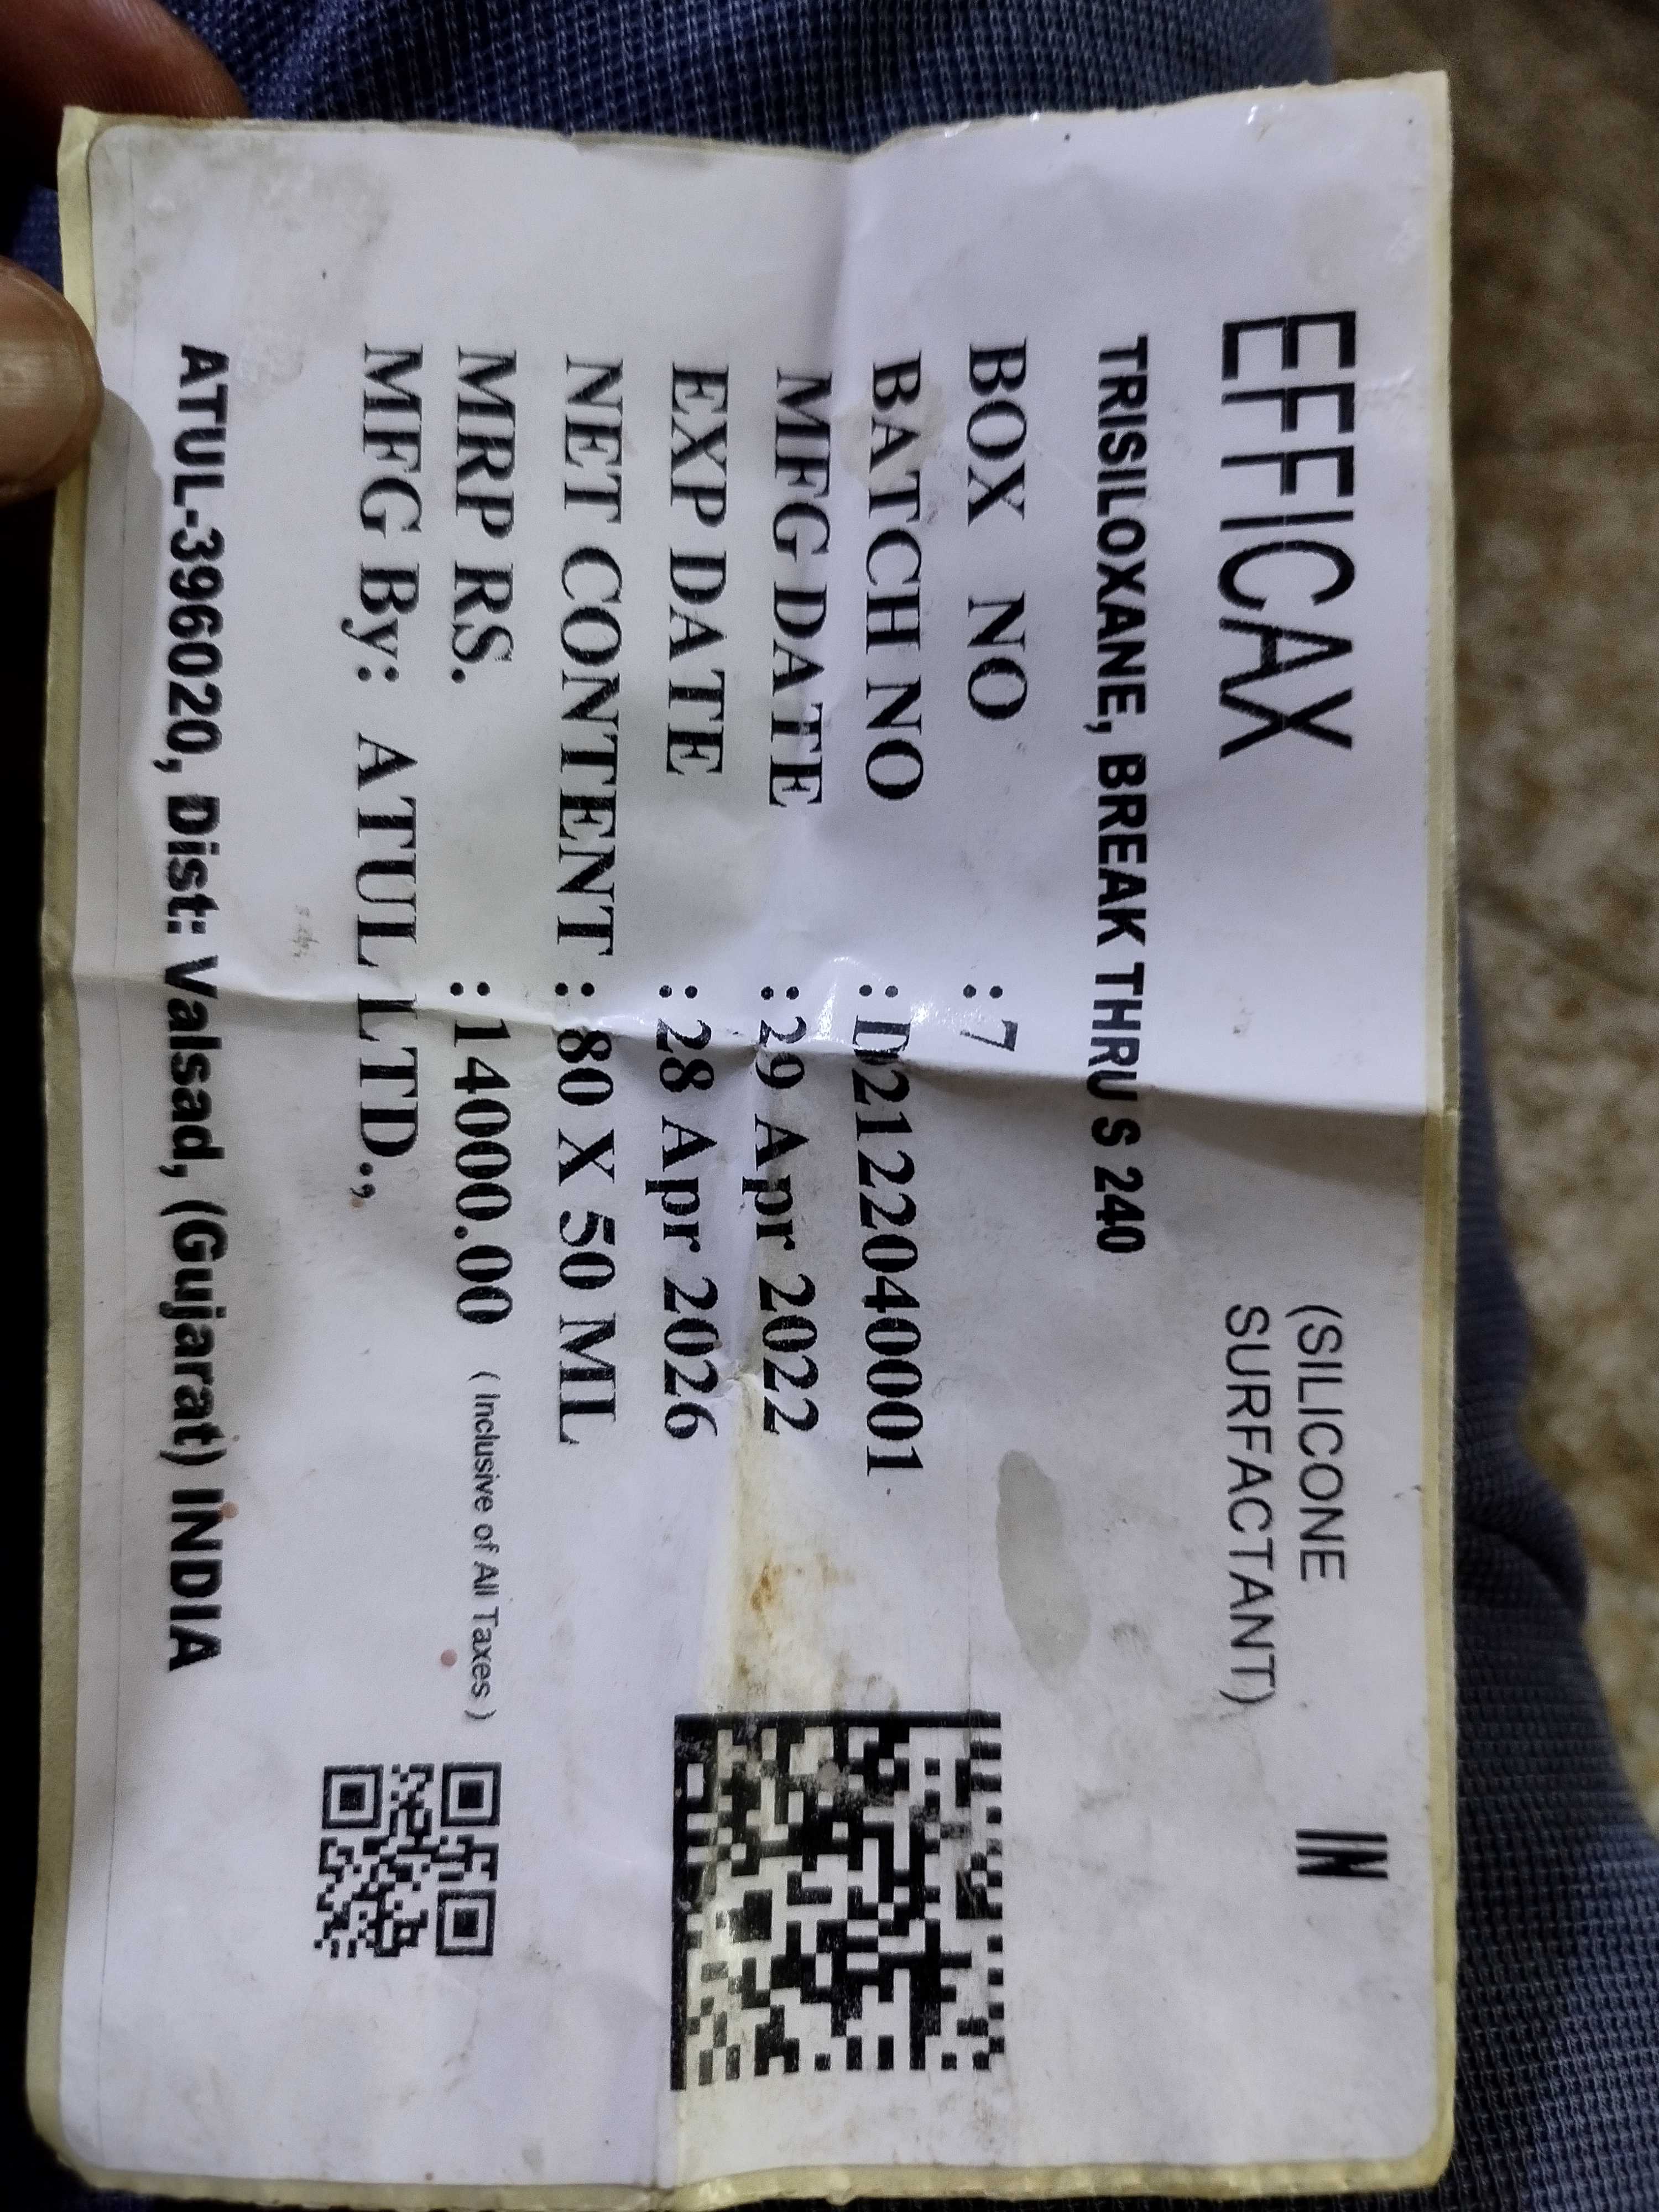 EFFICAX
(SILICONE
SURFACTANT)
IN
TRISILOXANE, BREAK THRU S 240
BOX NO : 7
BATCH NO : D2122040001
MFG DATE : 29 Apr 2022
EXP DATE : 28 Apr 2026
NET CONTENT : 80 X 50 ML
MRP RS. : 14000.00 ( Inclusive of All Taxes )
MFG By: ATUL LTD.,
ATUL-396020, Dist: Valsad, (Gujarat) INDIA